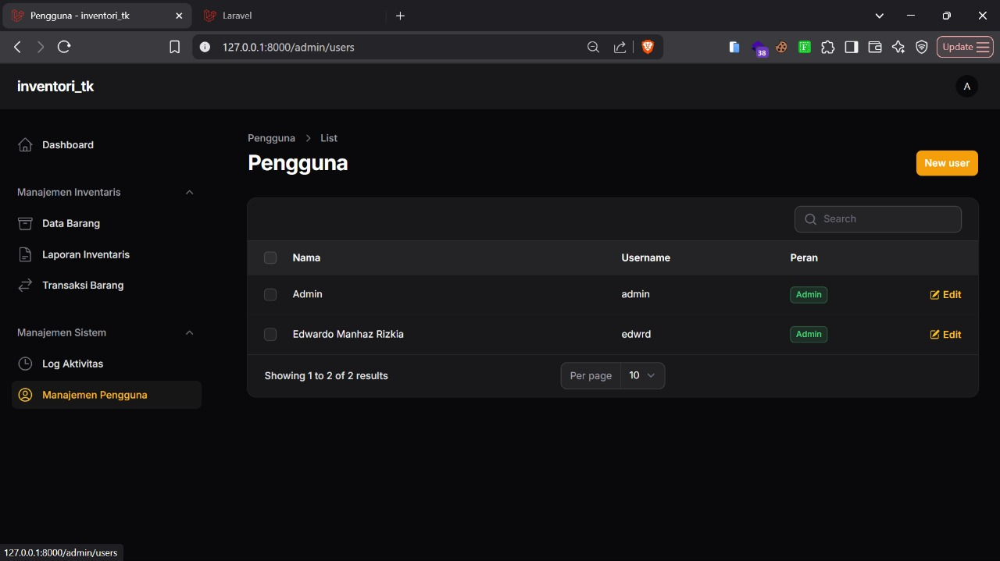 Pengguna - inventori_tk
Laravel
127.0.0.1:8000/admin/users
38
F
Update
inventori_tk
A
Dashboard
Manajemen Inventaris
Data Barang
Laporan Inventaris
Transaksi Barang
Manajemen Sistem
Log Aktivitas
Manajemen Pengguna
Pengguna > List
Pengguna
New user
Search
Nama Username Peran
Admin admin Admin Edit
Edwardo Manhaz Rizkia edwrd Admin Edit
Showing 1 to 2 of 2 results Per page 10
127.0.0.1:8000/admin/users